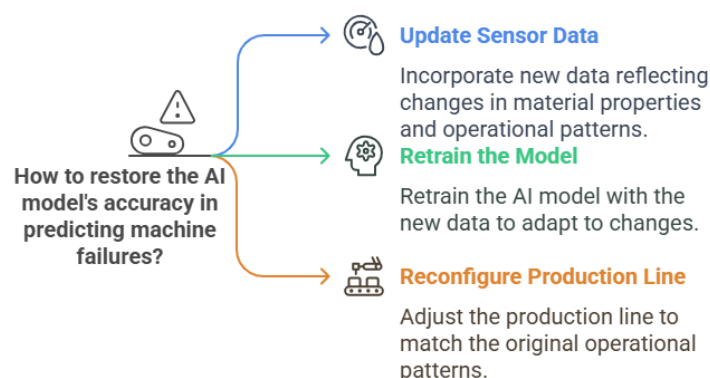 How to restore the AI
model's accuracy in
predicting machine
failures?
Update Sensor Data
Incorporate new data reflecting
changes in material properties
and operational patterns.
Retrain the Model
Retrain the AI model with the
new data to adapt to changes.
Reconfigure Production Line
Adjust the production line to
match the original operational
patterns.